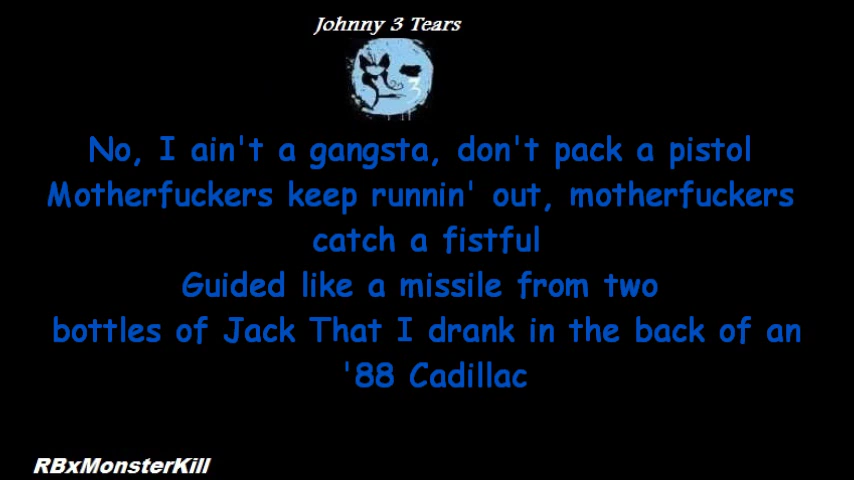 Johnny 3 Tears
3
No, I ain't a gangsta, don't pack a pistol
Motherfuckers keep runnin' out, motherfuckers
catch a fistful
Guided like a missile from two
bottles of Jack That I drank in the back of an
'88 Cadillac
RBxMonsterKill